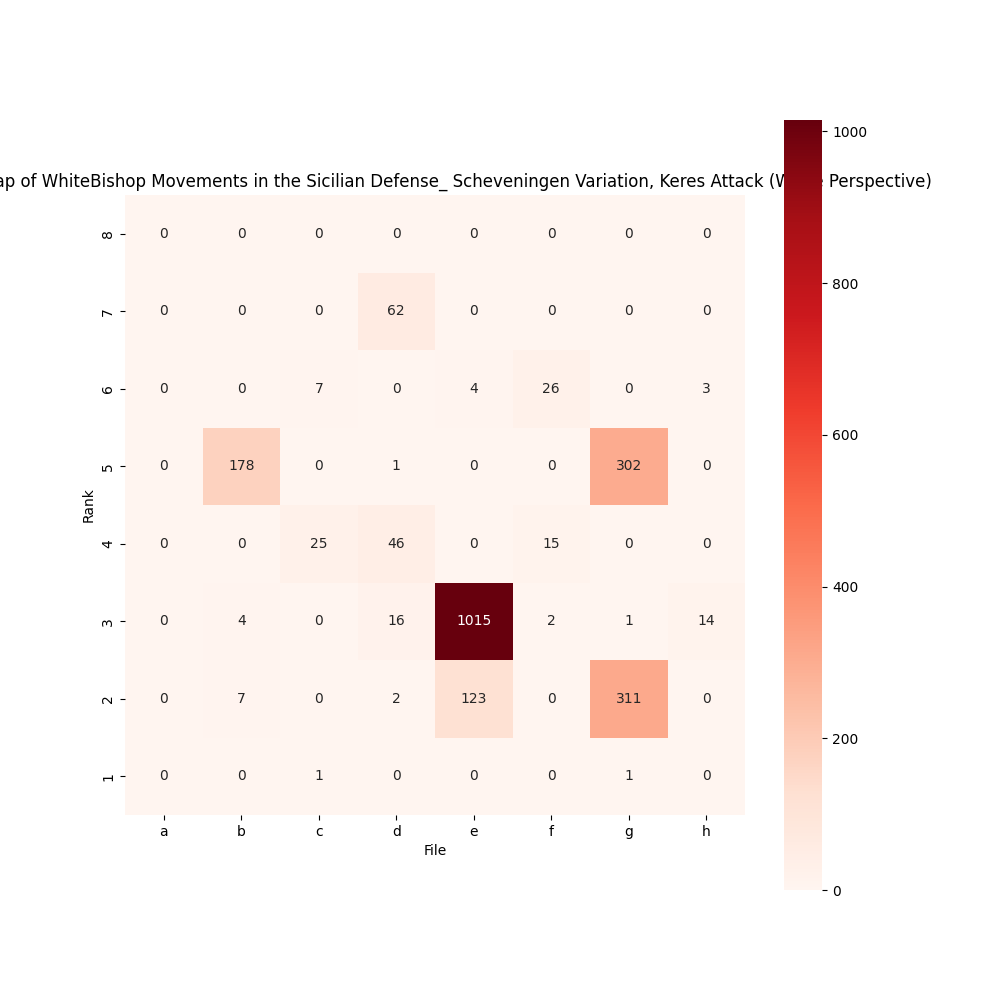 ap of WhiteBishop Movements in the Sicilian Defense_ Scheveningen Variation, Keres Attack (W Perspective)
8 0 0 0 0 0 0 0 0
7 0 0 0 62 0 0 0 0
6 0 0 7 0 4 26 0 3
5 0 178 0 1 0 0 302 0
4 0 0 25 46 0 15 0 0
3 0 4 0 16 1015 2 1 14
2 0 7 0 2 123 0 311 0
1 0 0 1 0 0 0 1 0
a b c d e f g h
File
Rank
1000
800
600
400
200
0